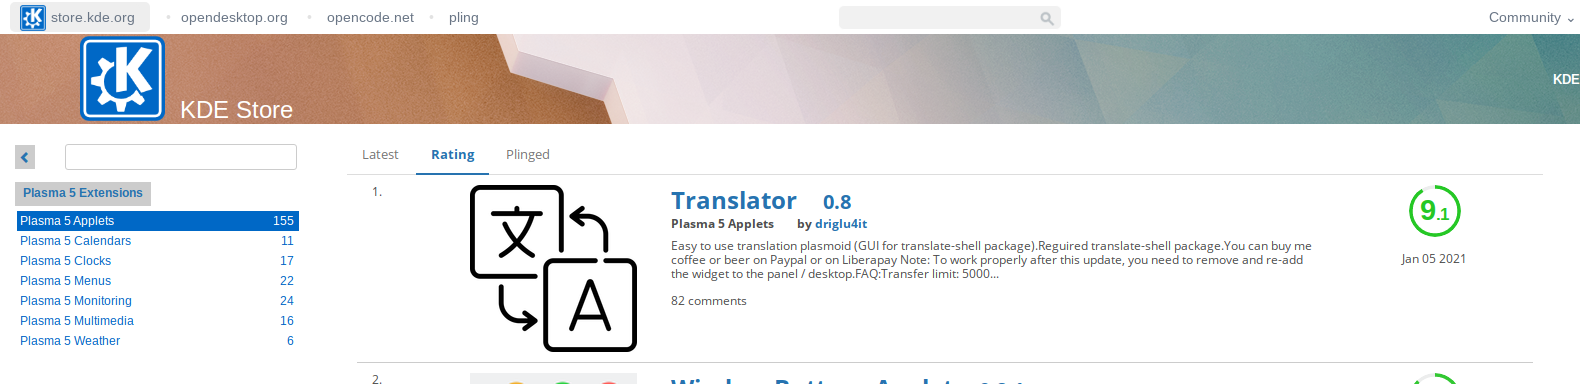 store.kde.org • opendesktop.org • opencode.net • pling Community
KDE
KDE Store
Latest Rating Plinged
Plasma 5 Extensions
Plasma 5 Applets 155
Plasma 5 Calendars 11
Plasma 5 Clocks 17
Plasma 5 Menus 22
Plasma 5 Monitoring 24
Plasma 5 Multimedia 16
Plasma 5 Weather 6
1.
文
A
Translator 0.8
Plasma 5 Applets by driglu4it
Easy to use translation plasmoid (GUI for translate-shell package).Reguired translate-shell package.You can buy me
coffee or beer on Paypal or on Liberapay Note: To work properly after this update, you need to remove and re-add
the widget to the panel / desktop.FAQ:Transfer limit: 5000...
82 comments
9.1
Jan 05 2021
2.